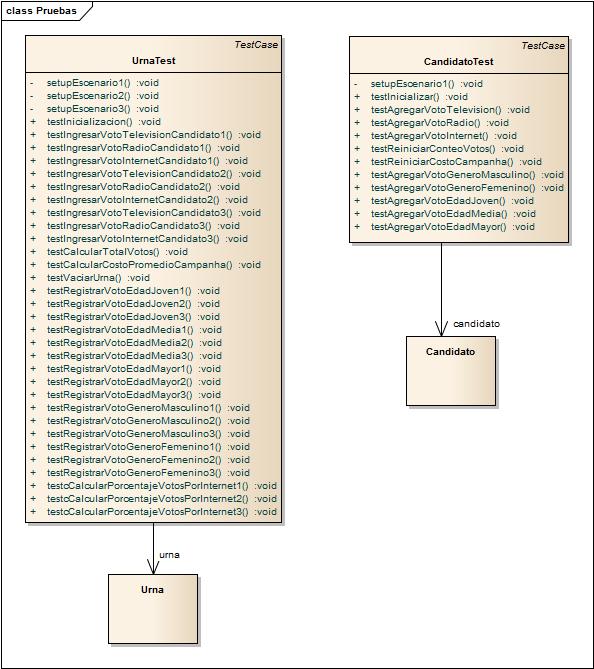 class Pruebas
TestCase
UrnaTest
- setupEscenario1() :void
- setupEscenario2() :void
- setupEscenario3() :void
+ testInicializacion() :void
+ testIngresarVotoTelevisionCandidato1() :void
+ testIngresarVotoRadioCandidato1() :void
+ testIngresarVotoInternetCandidato1() :void
+ testIngresarVotoTelevisionCandidato2() :void
+ testIngresarVotoRadioCandidato2() :void
+ testIngresarVotoInternetCandidato2() :void
+ testIngresarVotoTelevisionCandidato3() :void
+ testIngresarVotoRadioCandidato3() :void
+ testIngresarVotoInternetCandidato3() :void
+ testCalcularTotalVotos() :void
+ testCalcularCostoPromedioCampanha() :void
+ testVaciarUrna() :void
+ testRegistrarVotoEdadJoven1() :void
+ testRegistrarVotoEdadJoven2() :void
+ testRegistrarVotoEdadJoven3() :void
+ testRegistrarVotoEdadMedia1() :void
+ testRegistrarVotoEdadMedia2() :void
+ testRegistrarVotoEdadMedia3() :void
+ testRegistrarVotoEdadMayor1() :void
+ testRegistrarVotoEdadMayor2() :void
+ testRegistrarVotoEdadMayor3() :void
+ testRegistrarVotoGeneroMasculino1() :void
+ testRegistrarVotoGeneroMasculino2() :void
+ testRegistrarVotoGeneroMasculino3() :void
+ testRegistrarVotoGeneroFemenino1() :void
+ testRegistrarVotoGeneroFemenino2() :void
+ testRegistrarVotoGeneroFemenino3() :void
+ testcCalcularPorcentajeVotosPorInternet1() :void
+ testcCalcularPorcentajeVotosPorInternet2() :void
+ testcCalcularPorcentajeVotosPorInternet3() :void
urna
Urna
TestCase
CandidatoTest
- setupEscenario1() :void
+ testInicializar() :void
+ testAgregarVotoTelevision() :void
+ testAgregarVotoRadio() :void
+ testAgregarVotoInternet() :void
+ testReiniciarConteoVotos() :void
+ testReiniciarCostoCampanha() :void
+ testAgregarVotoGeneroMasculino() :void
+ testAgregarVotoGeneroFemenino() :void
+ testAgregarVotoEdadJoven() :void
+ testAgregarVotoEdadMedia() :void
+ testAgregarVotoEdadMayor() :void
candidato
Candidato